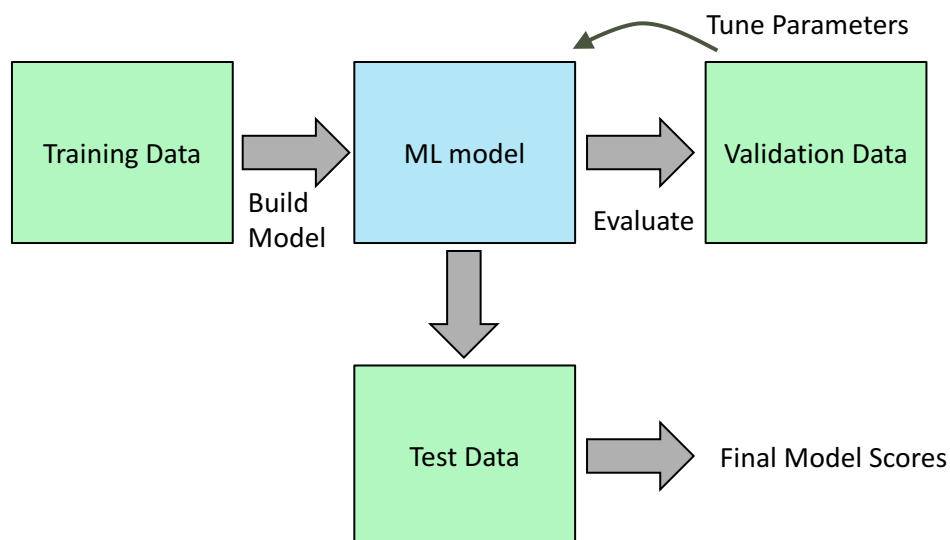 Tune Parameters
Training Data
ML model
Validation Data
Build
Model
Evaluate
Test Data
Final Model Scores